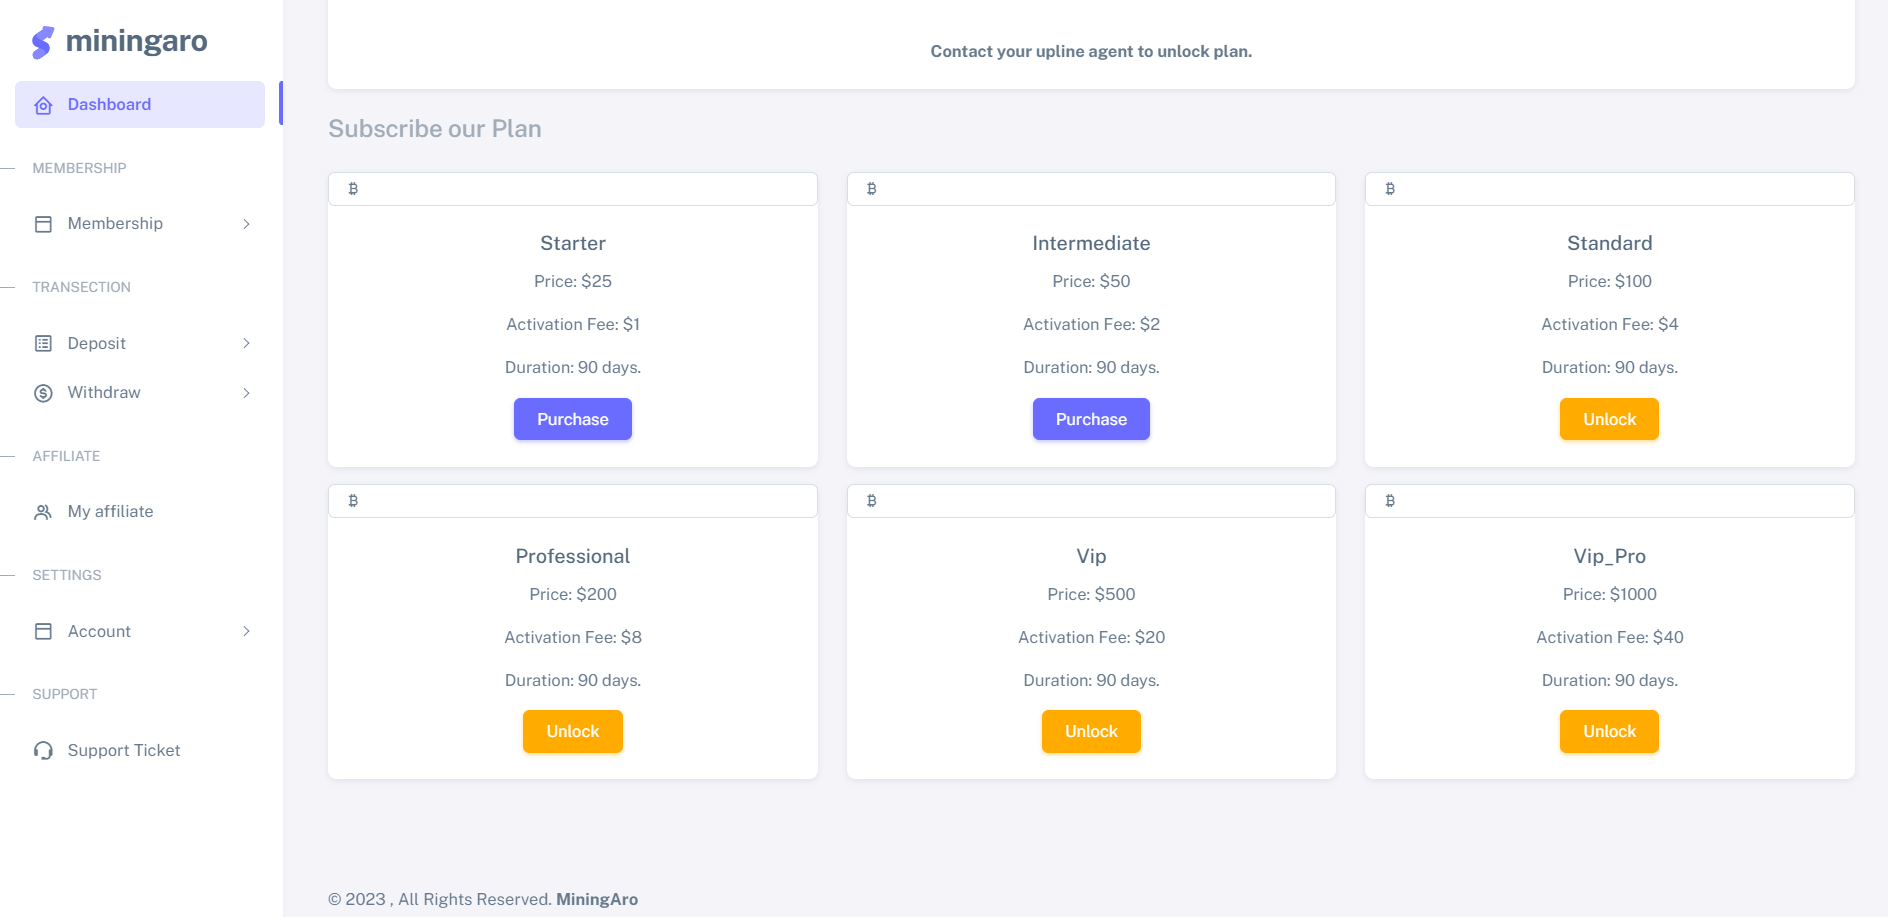 miningaro
Dashboard
MEMBERSHIP
Membership
TRANSECTION
Deposit
Withdraw
AFFILIATE
My affiliate
SETTINGS
Account
SUPPORT
Support Ticket
Contact your upline agent to unlock plan.
Subscribe our Plan
₿
Starter
Price: $25
Activation Fee: $1
Duration: 90 days.
Purchase
₿
Intermediate
Price: $50
Activation Fee: $2
Duration: 90 days.
Purchase
₿
Standard
Price: $100
Activation Fee: $4
Duration: 90 days.
Unlock
₿
Professional
Price: $200
Activation Fee: $8
Duration: 90 days.
Unlock
₿
Vip
Price: $500
Activation Fee: $20
Duration: 90 days.
Unlock
₿
Vip_Pro
Price: $1000
Activation Fee: $40
Duration: 90 days.
Unlock
© 2023 , All Rights Reserved. MiningAro